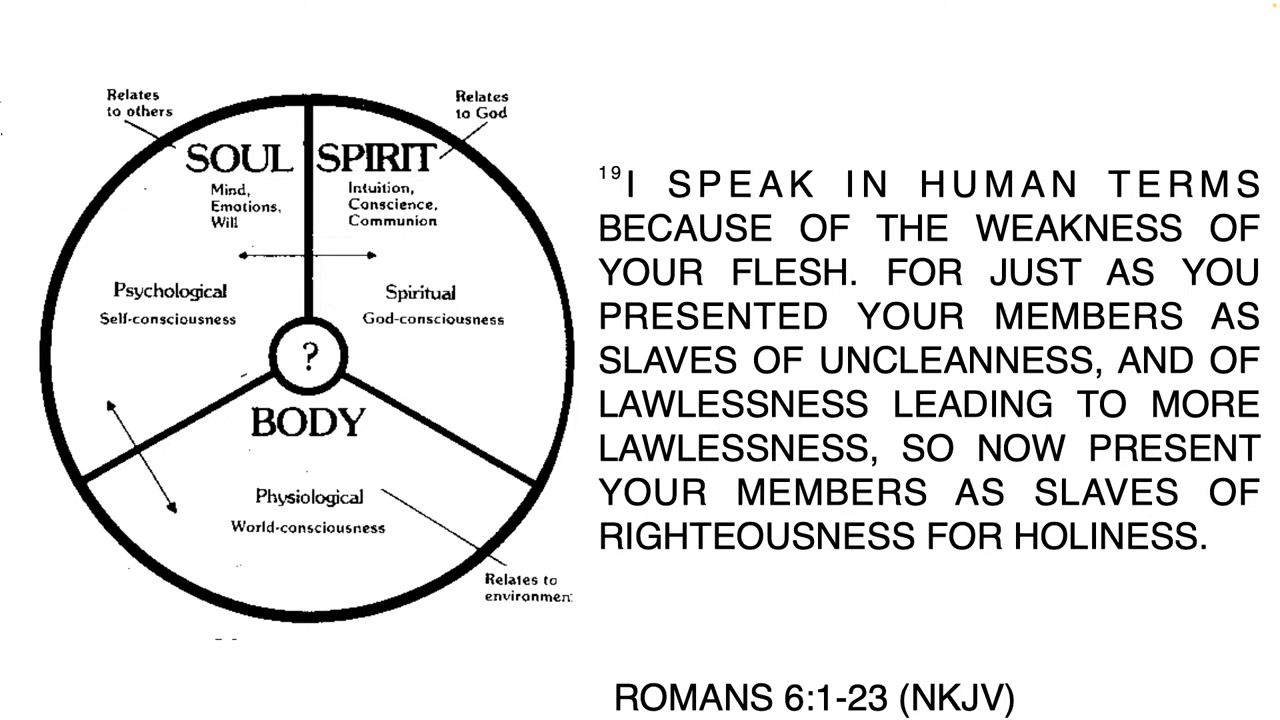 Relates
to others
Relates
to God
SOUL
Mind,
Emotions,
Will
SPIRIT
Intuition,
Conscience,
Communion
Psychological
Self-consciousness
Spiritual
God-consciousness
?
BODY
Physiological
World-consciousness
Relates to
environmen
19I SPEAK IN HUMAN TERMS
BECAUSE OF THE WEAKNESS OF
YOUR FLESH. FOR JUST AS YOU
PRESENTED YOUR MEMBERS AS
SLAVES OF UNCLEANNESS, AND OF
LAWLESSNESS LEADING TO MORE
LAWLESSNESS, SO NOW PRESENT
YOUR MEMBERS AS SLAVES OF
RIGHTEOUSNESS FOR HOLINESS.
ROMANS 6:1-23 (NKJV)